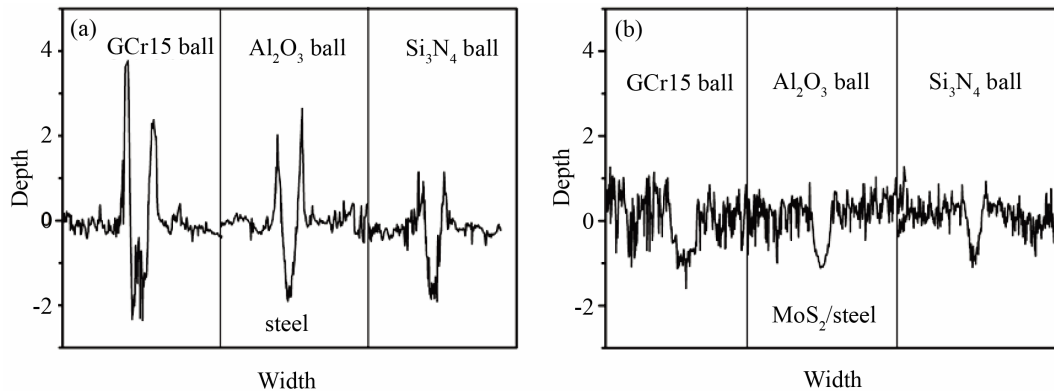 (a)
GCr15 ball
Al₂O₃ ball
Si₃N₄ ball
4
2
0
-2
Depth
steel
Width
(b)
GCr15 ball
Al₂O₃ ball
Si₃N₄ ball
4
2
0
-2
Depth
MoS₂/steel
Width